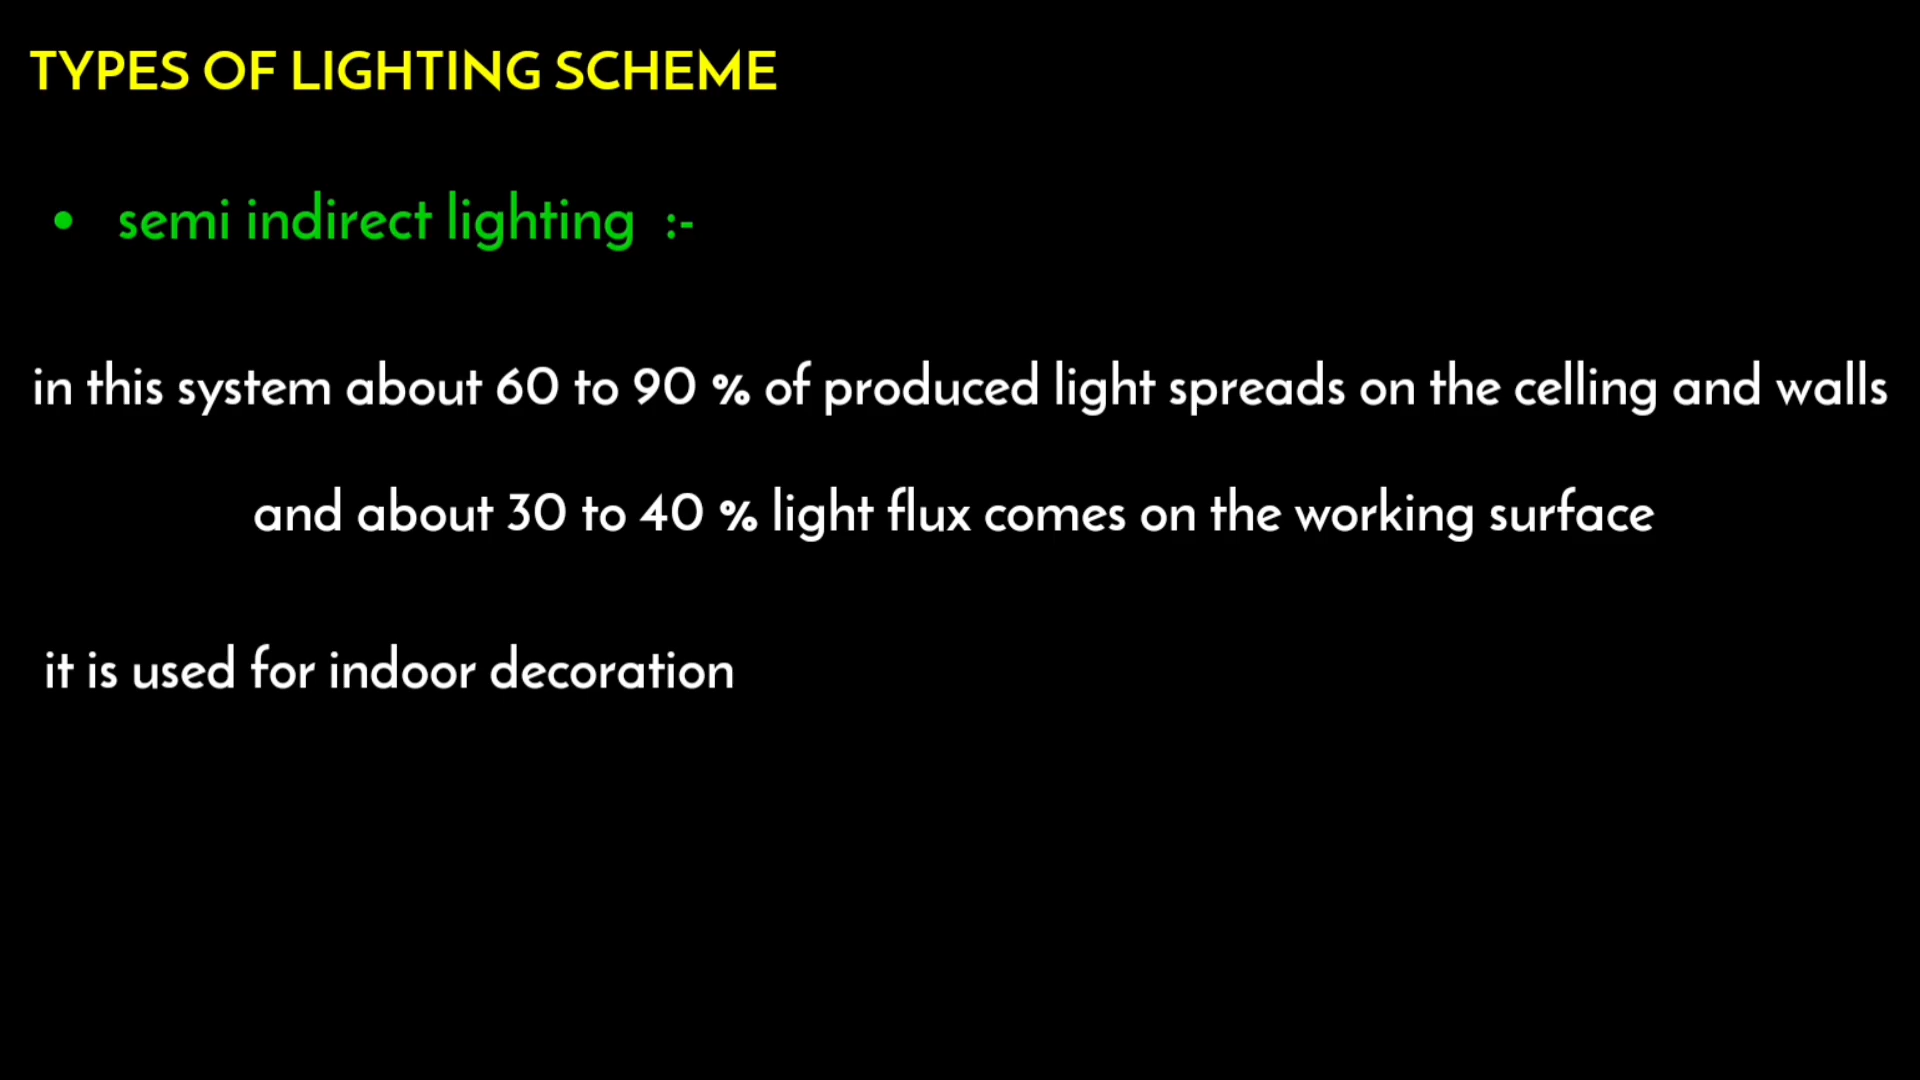 TYPES OF LIGHTING SCHEME
• semi indirect lighting :-
in this system about 60 to 90 % of produced light spreads on the celling and walls
and about 30 to 40 % light flux comes on the working surface
it is used for indoor decoration